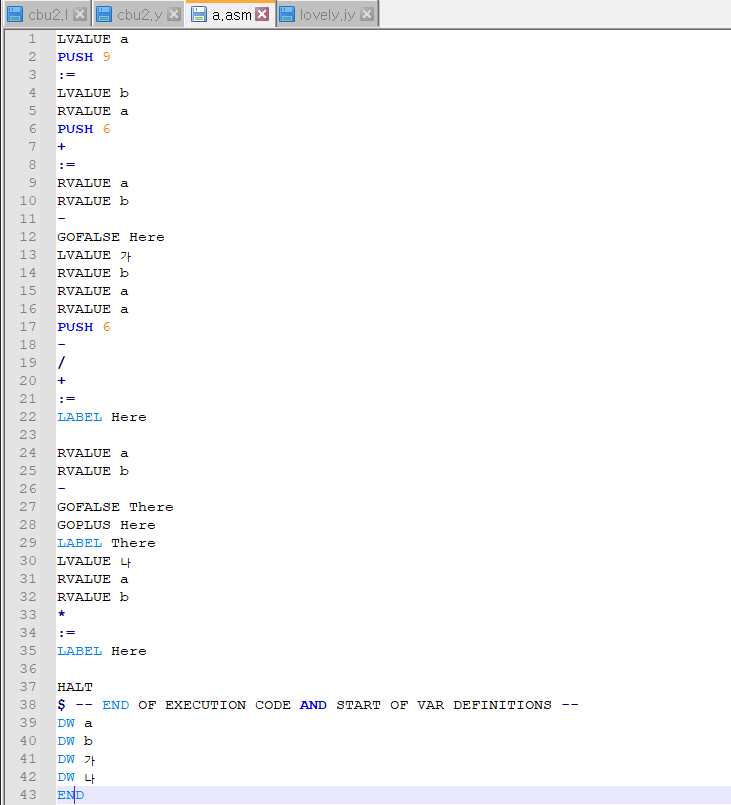 cbu2.l cbu2.y a.asm lovely.jy
1 LVALUE a
2 PUSH 9
3 :=
4 LVALUE b
5 RVALUE a
6 PUSH 6
7 +
8 :=
9 RVALUE a
10 RVALUE b
11 -
12 GOFALSE Here
13 LVALUE 가
14 RVALUE b
15 RVALUE a
16 RVALUE a
17 PUSH 6
18 -
19 /
20 +
21 :=
22 LABEL Here
23
24 RVALUE a
25 RVALUE b
26 -
27 GOFALSE There
28 GOPLUS Here
29 LABEL There
30 LVALUE 나
31 RVALUE a
32 RVALUE b
33 *
34 :=
35 LABEL Here
36
37 HALT
38 $ -- END OF EXECUTION CODE AND START OF VAR DEFINITIONS --
39 DW a
40 DW b
41 DW 가
42 DW 나
43 END